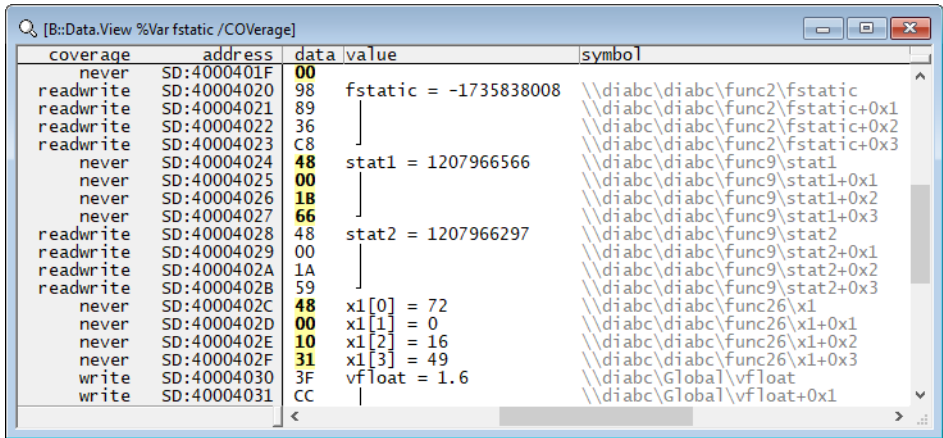 [B::Data.View %Var fstatic /COVerage]
coverage address data value symbol
never SD:4000401F 00
readwrite SD:40004020 98 fstatic = -1735838008 \\diabc\diabc\func2\fstatic
readwrite SD:40004021 89 \\diabc\diabc\func2\fstatic+0x1
readwrite SD:40004022 36 \\diabc\diabc\func2\fstatic+0x2
readwrite SD:40004023 C8 \\diabc\diabc\func2\fstatic+0x3
never SD:40004024 48 stat1 = 1207966566 \\diabc\diabc\func9\stat1
never SD:40004025 00 \\diabc\diabc\func9\stat1+0x1
never SD:40004026 1B \\diabc\diabc\func9\stat1+0x2
never SD:40004027 66 \\diabc\diabc\func9\stat1+0x3
readwrite SD:40004028 48 stat2 = 1207966297 \\diabc\diabc\func9\stat2
readwrite SD:40004029 00 \\diabc\diabc\func9\stat2+0x1
readwrite SD:4000402A 1A \\diabc\diabc\func9\stat2+0x2
readwrite SD:4000402B 59 \\diabc\diabc\func9\stat2+0x3
never SD:4000402C 48 x1[0] = 72 \\diabc\diabc\func26\x1
never SD:4000402D 00 x1[1] = 0 \\diabc\diabc\func26\x1+0x1
never SD:4000402E 10 x1[2] = 16 \\diabc\diabc\func26\x1+0x2
never SD:4000402F 31 x1[3] = 49 \\diabc\diabc\func26\x1+0x3
write SD:40004030 3F vfloat = 1.6 \\diabc\Global\vfloat
write SD:40004031 CC \\diabc\Global\vfloat+0x1